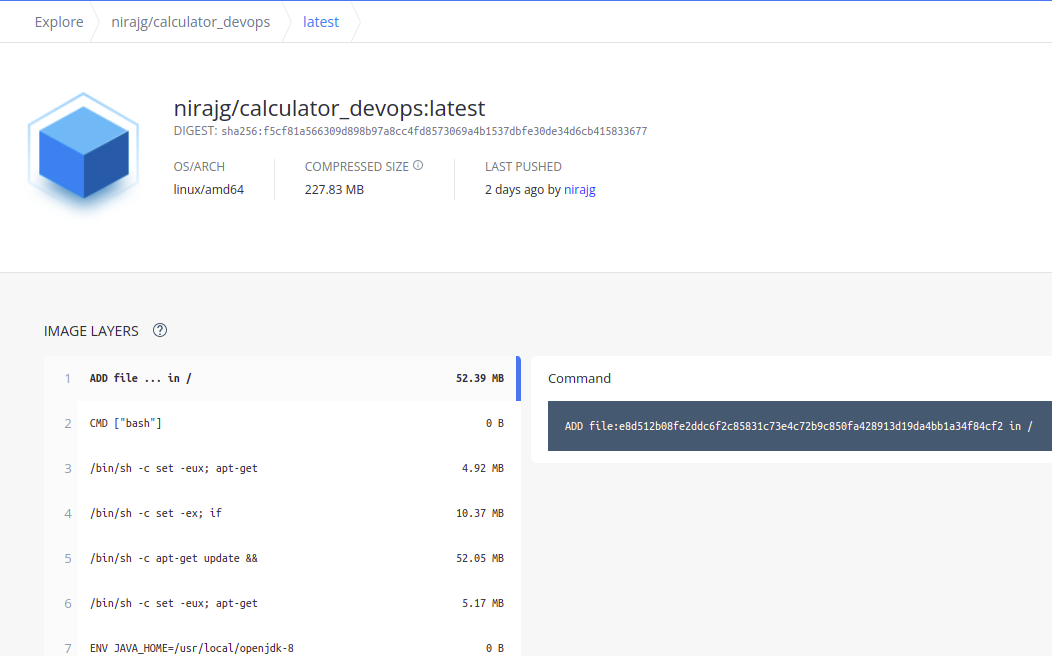 Explore nirajg/calculator_devops latest
nirajg/calculator_devops:latest
DIGEST: sha256:f5cf81a566309d898b97a8cc4fd8573069a4b1537dbfe30de34d6cb415833677
OS/ARCH COMPRESSED SIZE LAST PUSHED
linux/amd64 227.83 MB 2 days ago by nirajg
IMAGE LAYERS
1 ADD file ... in / 52.39 MB
Command
2 CMD ["bash"] 0 B
ADD file:e8d512b08fe2ddc6f2c85831c73e4c72b9c850fa428913d19da4bb1a34f84cf2 in /
3 /bin/sh -c set -eux; apt-get 4.92 MB
4 /bin/sh -c set -ex; if 10.37 MB
5 /bin/sh -c apt-get update && 52.05 MB
6 /bin/sh -c set -eux; apt-get 5.17 MB
7 ENV JAVA_HOME=/usr/local/openjdk-8 0 B